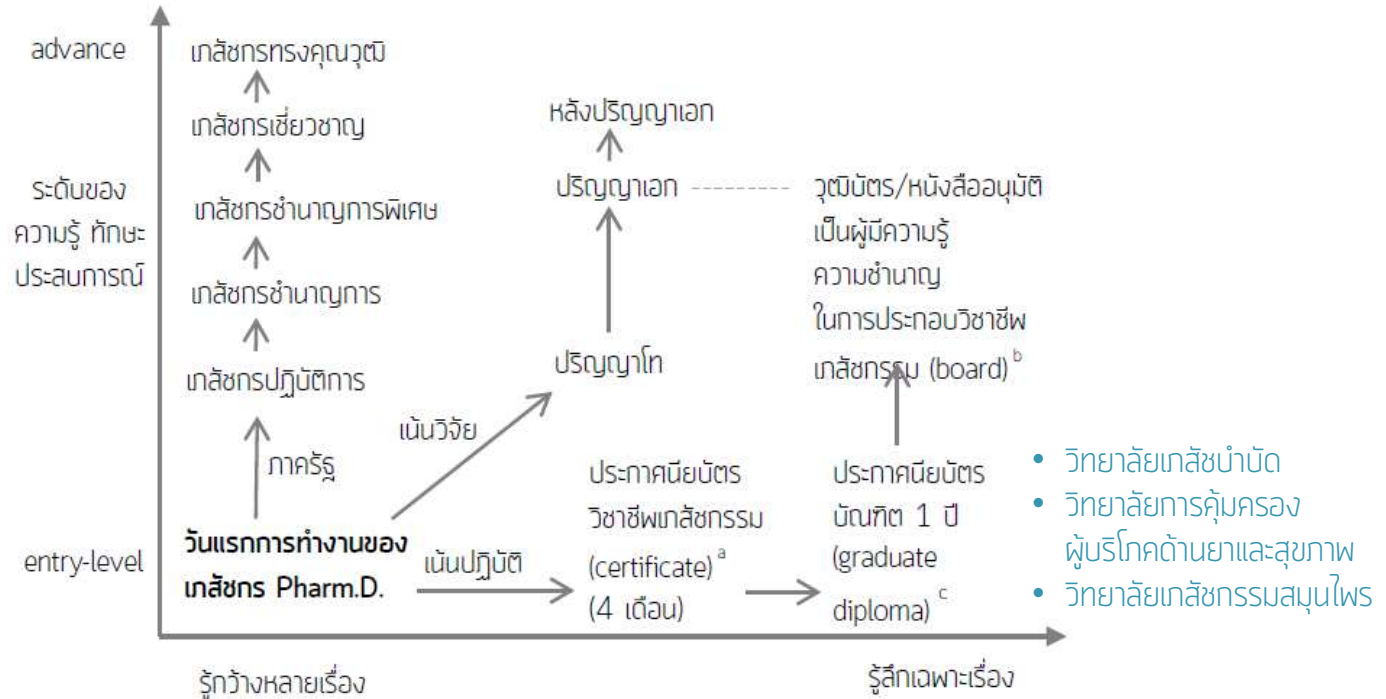 advance
เภสัชกรทรงคุณวุฒิ
เภสัชกรเชี่ยวชาญ
เภสัชกรชำนาญการพิเศษ
เภสัชกรชำนาญการ
เภสัชกรปฏิบัติการ
ภาครัฐ
ระดับของ
ความรู้ ทักษะ
ประสบการณ์
หลังปริญญาเอก
ปริญญาเอก
ปริญญาโท
เน้นวิจัย
วุฒิบัตร/หนังสืออนุมัติ
เป็นผู้มีความรู้
ความชำนาญ
ในการประกอบวิชาชีพ
เภสัชกรรม (board) b
entry-level
วันแรกการทำงานของ
เภสัชกร Pharm.D.
เน้นปฏิบัติ
ประกาศนียบัตร
วิชาชีพเภสัชกรรม
(certificate) a
(4 เดือน)
ประกาศนียบัตร
บัณฑิต 1 ปี
(graduate
diploma) c
• วิทยาลัยเภสัชบำบัด
• วิทยาลัยการคุ้มครอง
ผู้บริโภคด้านยาและสุขภาพ
• วิทยาลัยเภสัชกรรมสมุนไพร
รู้กว้างหลายเรื่อง
รู้ลึกเฉพาะเรื่อง